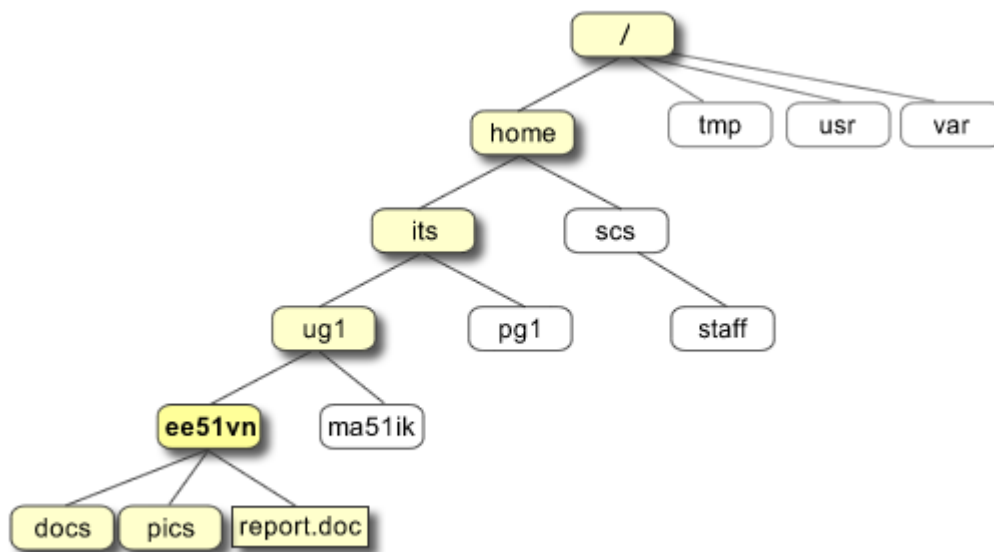 /
home
tmp
usr
var
its
scs
ug1
pg1
staff
ee51vn
ma51ik
docs
pics
report.doc